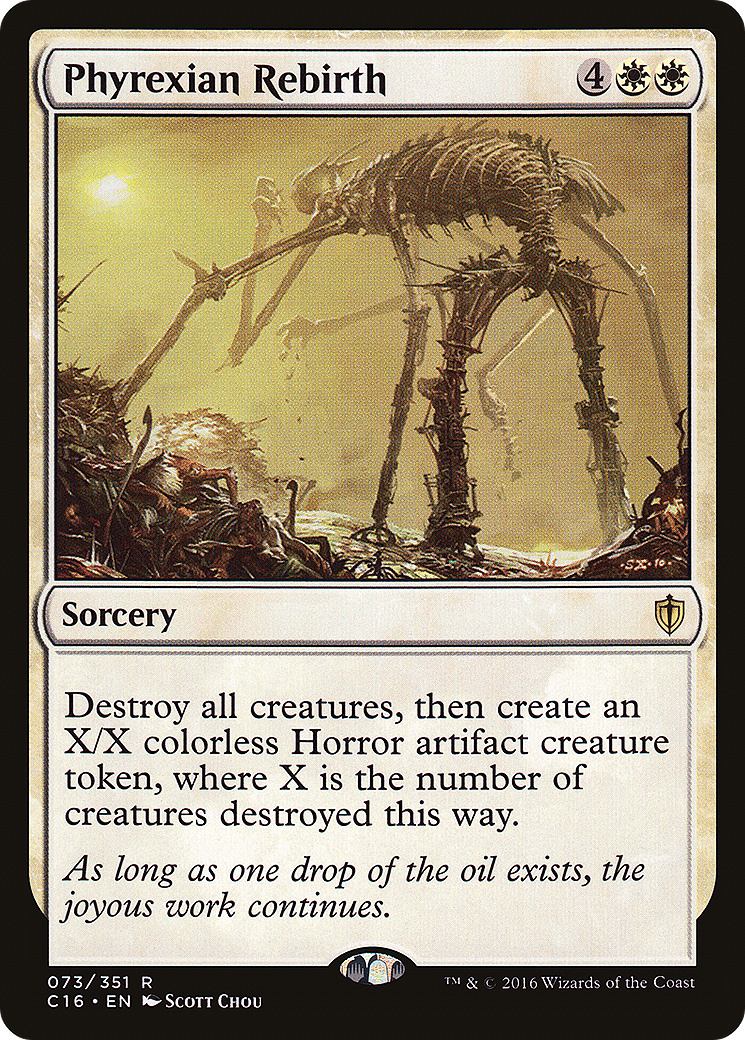 Phyrexian Rebirth 4
SX·10
Sorcery
Destroy all creatures, then create an
X/X colorless Horror artifact creature
token, where X is the number of
creatures destroyed this way.
As long as one drop of the oil exists, the
joyous work continues.
073/351 R
C16 • EN Scott Chou
™ & © 2016 Wizards of the Coast